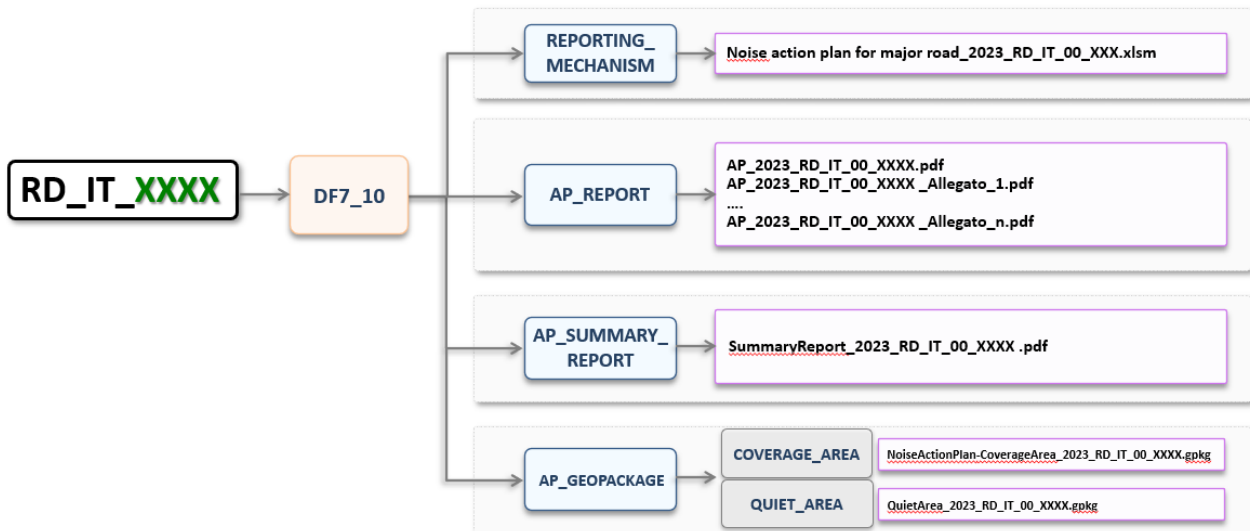 REPORTING_
MECHANISM
Noise action plan for major road_2023_RD_IT_00_XXX.xlsm
RD_IT_XXXX
DF7_10
AP_REPORT
AP_2023_RD_IT_00_XXXX.pdf
AP_2023_RD_IT_00_XXXX _Allegato_1.pdf
....
AP_2023_RD_IT_00_XXXX _Allegato_n.pdf
AP_SUMMARY_
REPORT
SummaryReport_2023_RD_IT_00_XXXX .pdf
AP_GEOPACKAGE
COVERAGE_AREA
NoiseActionPlan-CoverageArea_2023_RD_IT_00_XXXX.gpkg
QUIET_AREA
QuietArea_2023_RD_IT_00_XXXX.gpkg